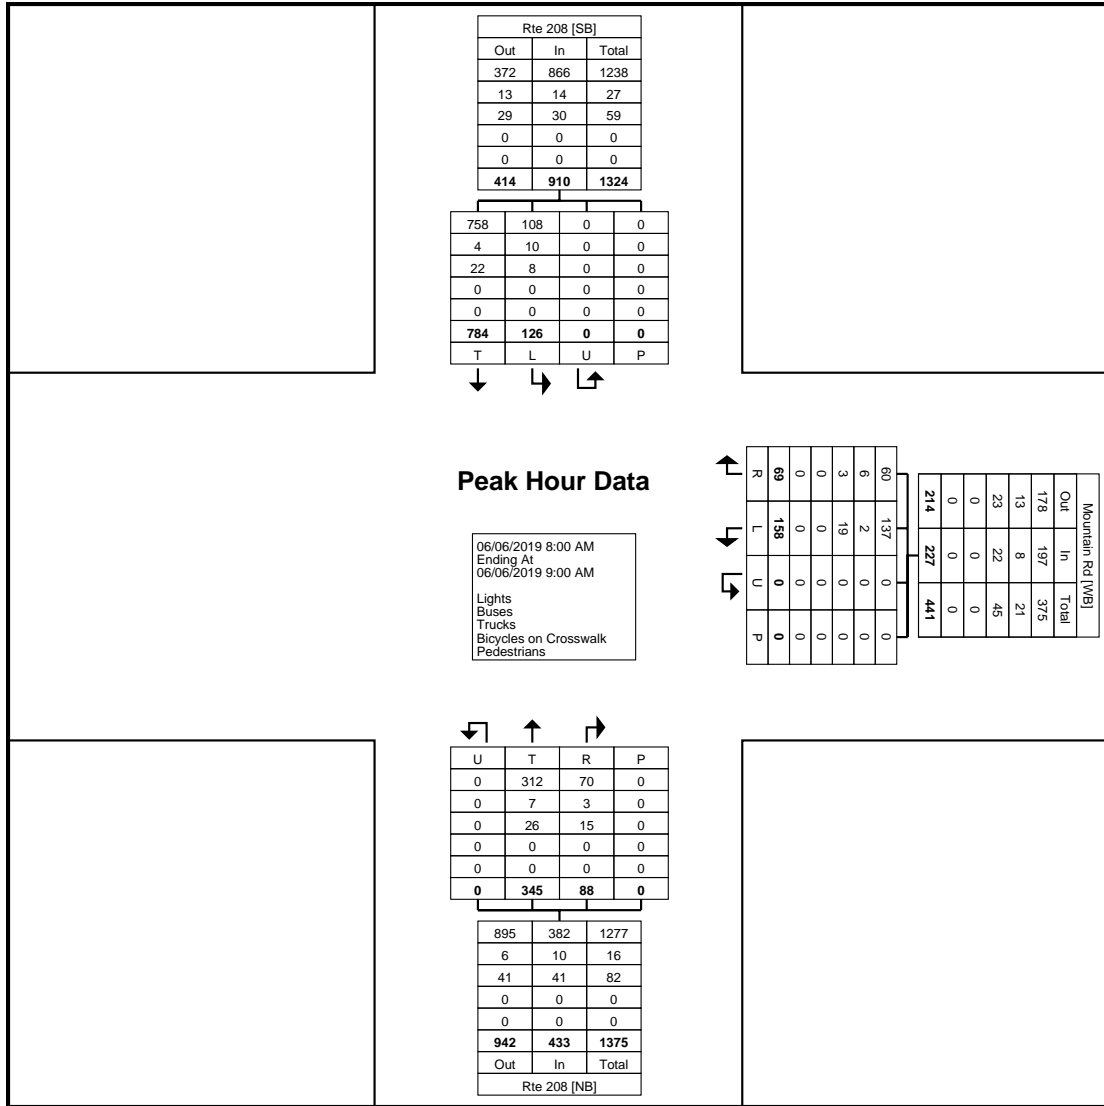 Rte 208 [SB]
Out In Total
372 866 1238
13 14 27
29 30 59
0 0 0
0 0 0
414 910 1324
758 108 0 0
4 10 0 0
22 8 0 0
0 0 0 0
0 0 0 0
784 126 0 0
T L U P
Peak Hour Data
06/06/2019 8:00 AM
Ending At
06/06/2019 9:00 AM
Lights
Buses
Trucks
Bicycles on Crosswalk
Pedestrians
Mountain Rd [WB]
Out In Total
178 197 375
13 8 21
23 22 45
0 0 0
0 0 0
214 227 441
60 137 0 0
6 2 0 0
3 19 0 0
0 0 0 0
0 0 0 0
69 158 0 0
R L U P
U T R P
0 312 70 0
0 7 3 0
0 26 15 0
0 0 0 0
0 0 0 0
0 345 88 0
895 382 1277
6 10 16
41 41 82
0 0 0
0 0 0
942 433 1375
Out In Total
Rte 208 [NB]